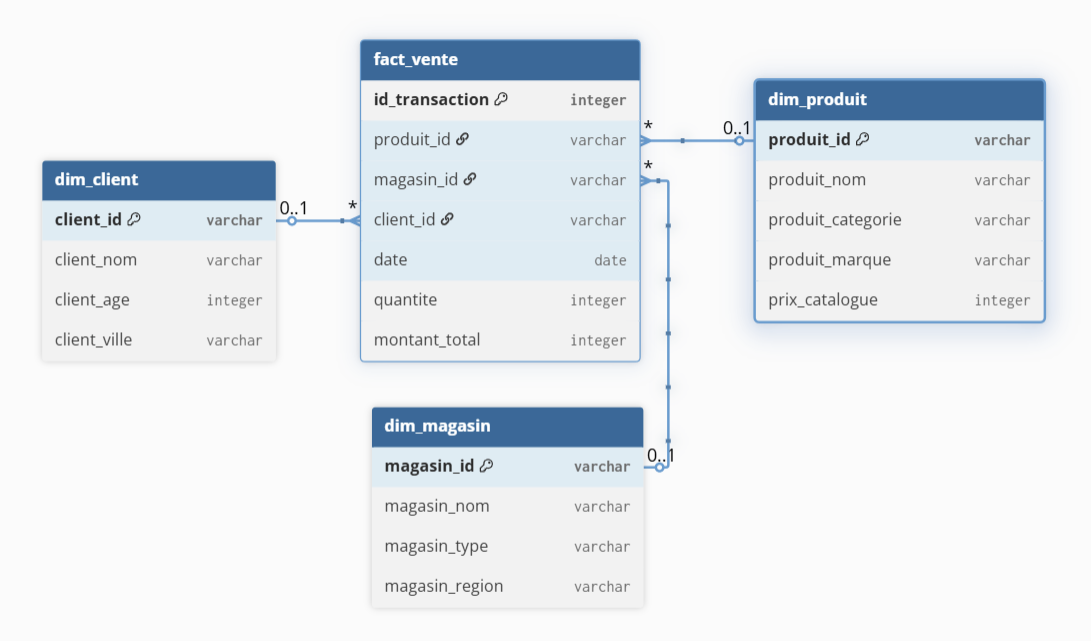 fact_vente
id_transaction integer
produit_id varchar
magasin_id varchar
client_id varchar
date date
quantite integer
montant_total integer
dim_produit
produit_id varchar
produit_nom varchar
produit_categorie varchar
produit_marque varchar
prix_catalogue integer
* 0..1
*
dim_client
client_id varchar
client_nom varchar
client_age integer
client_ville varchar
0..1 *
dim_magasin
magasin_id varchar
magasin_nom varchar
magasin_type varchar
magasin_region varchar
0..1